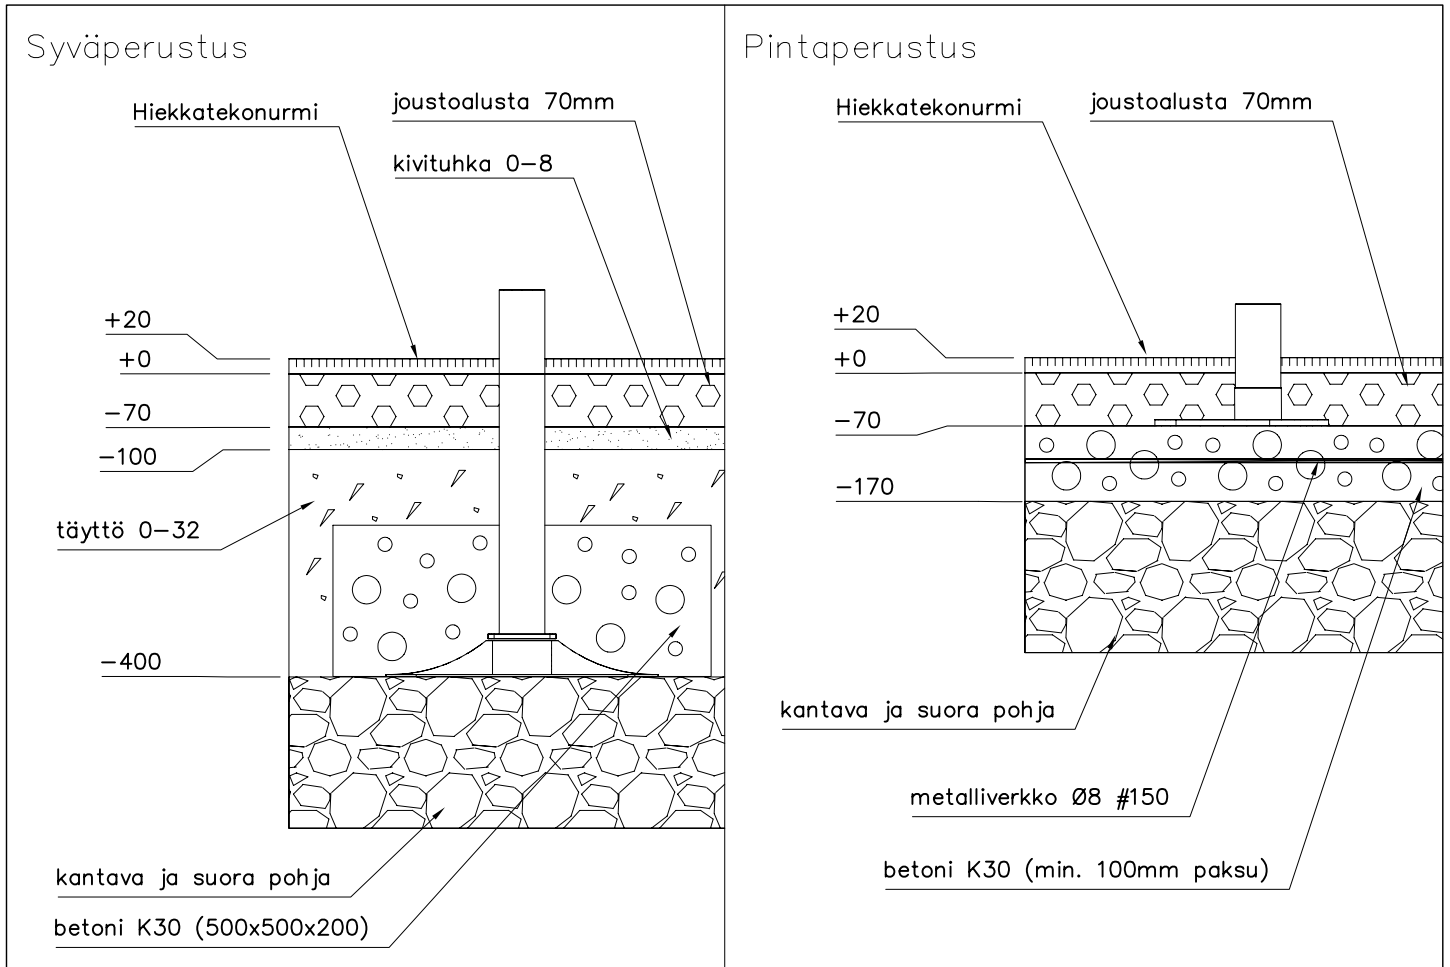 Syväperustus
Hiekkatekonurmi
joustoalusta 70mm
kivituhka 0-8
+20
+0
-70
-100
täyttö 0-32
-400
kantava ja suora pohja
betoni K30 (500x500x200)
Pintaperustus
Hiekkatekonurmi
joustoalusta 70mm
+20
+0
-70
-170
kantava ja suora pohja
metalliverkko Ø8 #150
betoni K30 (min. 100mm paksu)